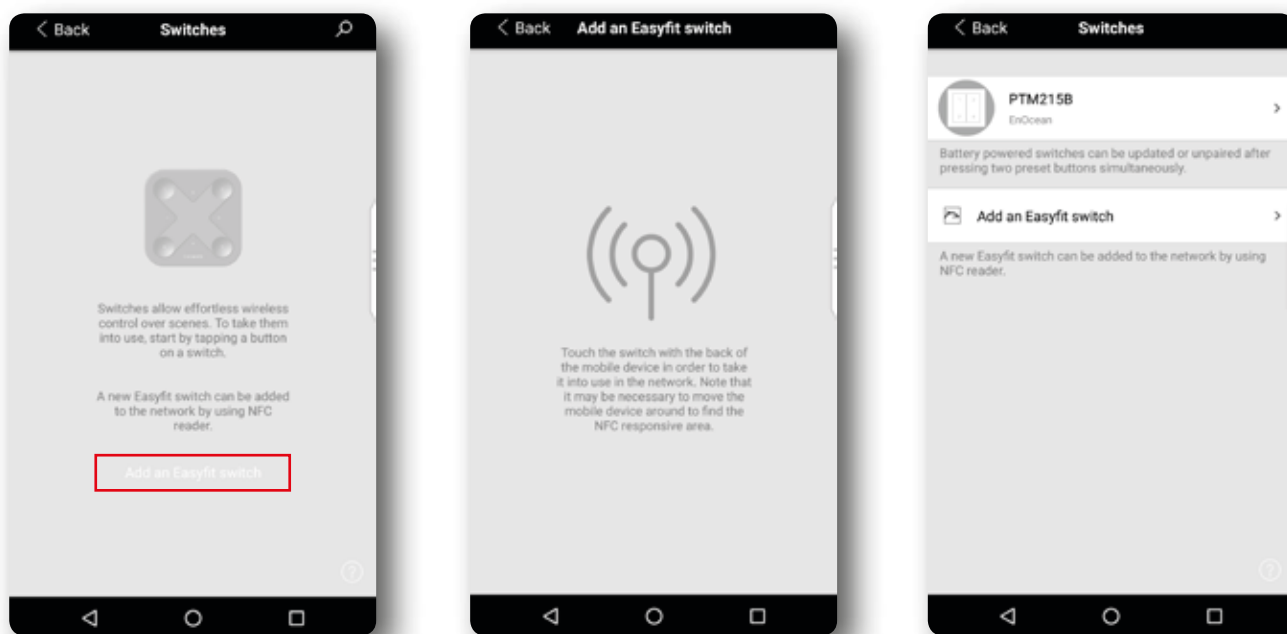 Back
Switches
Switches allow effortless wireless
control over scenes. To take them
into use, start by tapping a button
on a switch.
A new Easyfit switch can be added
to the network by using NFC
reader.
Add an Easyfit switch
?
Back
Add an Easyfit switch
Touch the switch with the back of
the mobile device in order to take
it into use in the network. Note that
it may be necessary to move the
mobile device around to find the
NFC responsive area.
Back
Switches
PTM215B
EnOcean
Battery powered switches can be updated or unpaired after
pressing two preset buttons simultaneously.
Add an Easyfit switch
A new Easyfit switch can be added to the network by using
NFC reader.
?